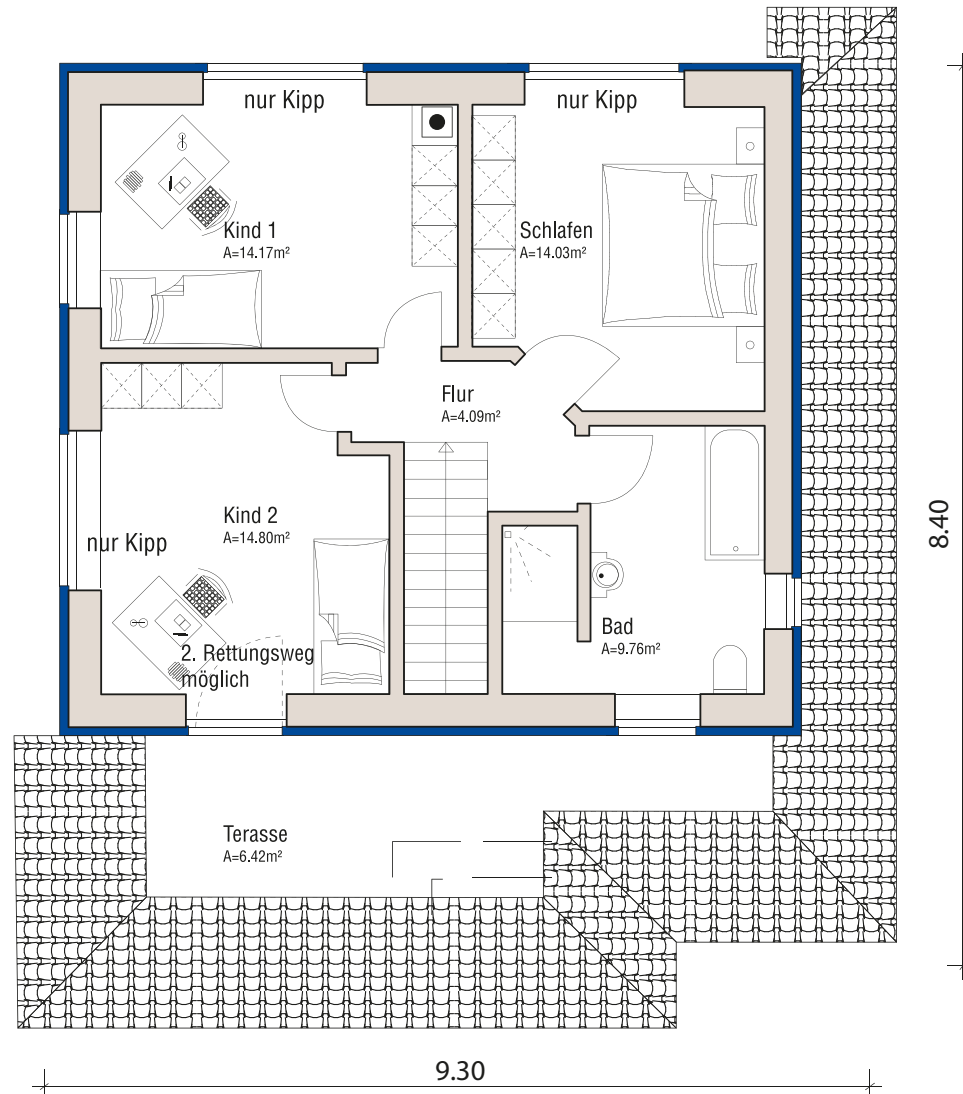 nur Kipp
nur Kipp
Kind 1
A=14.17m²
Schlafen
A=14.03m²
Flur
A=4.09m²
Kind 2
A=14.80m²
nur Kipp
8.40
Bad
A=9.76m²
2. Rettungsweg
möglich
Terasse
A=6.42m²
9.30